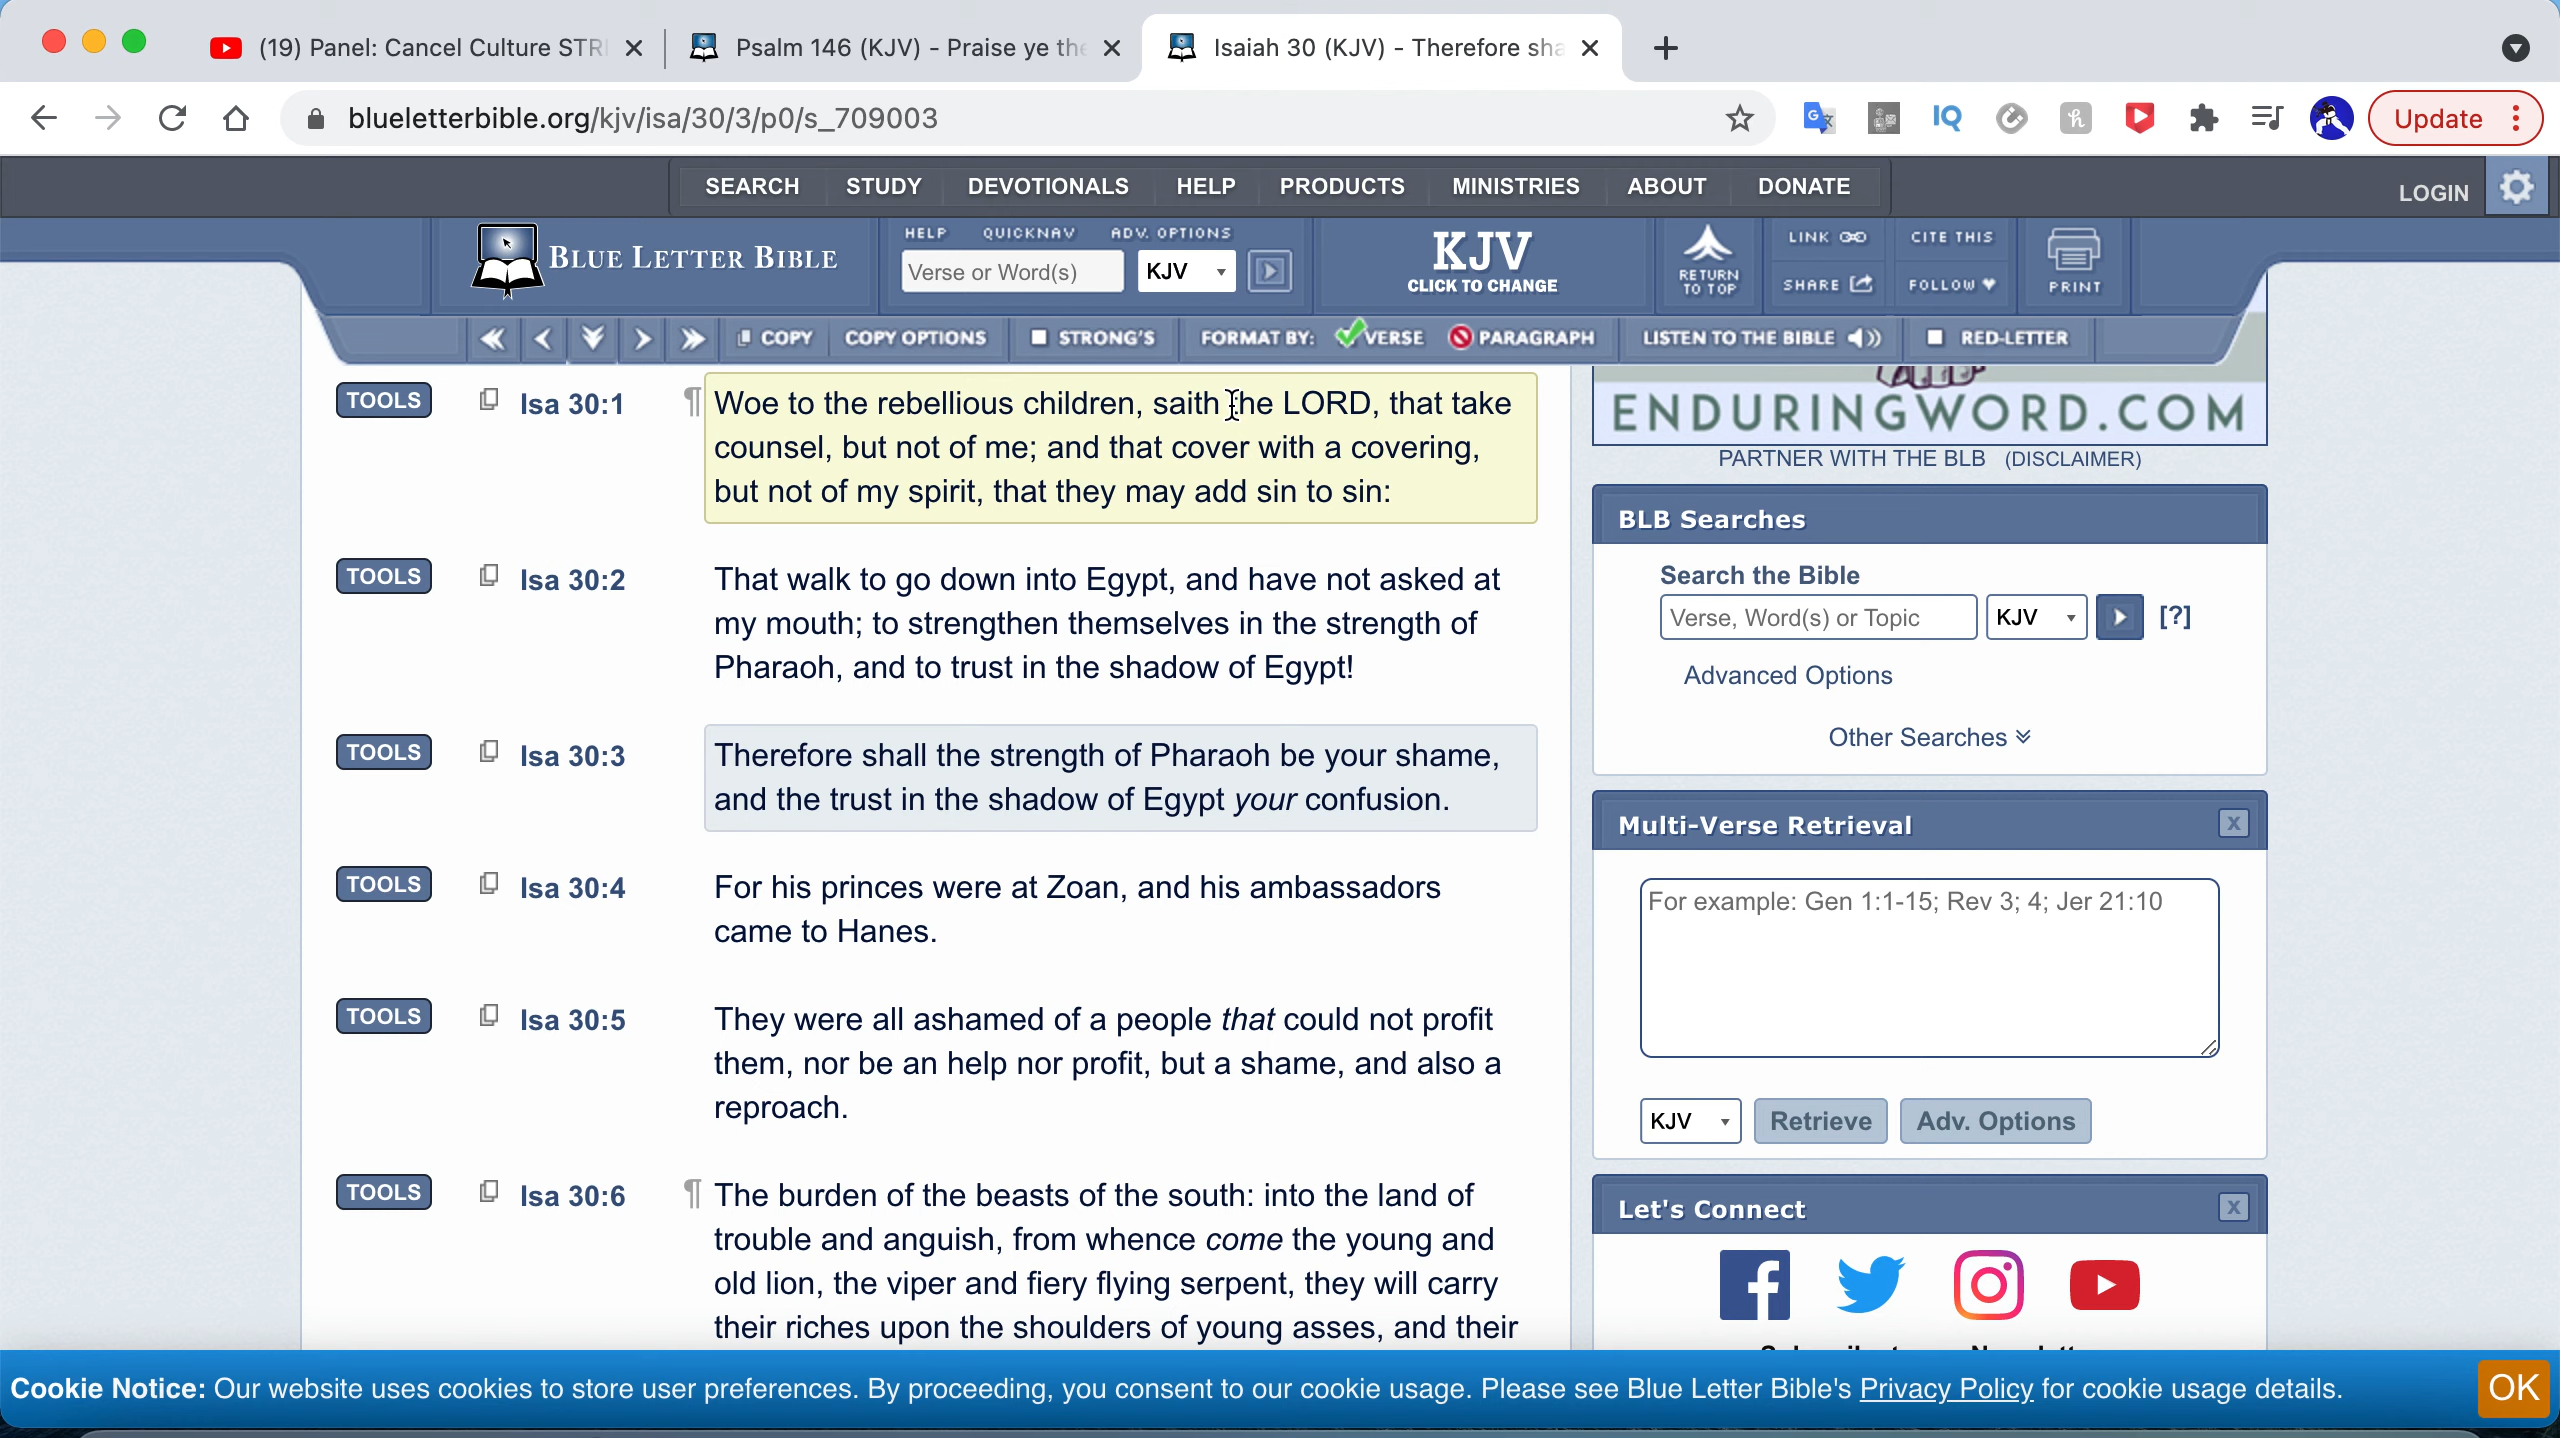 (19) Panel: Cancel Culture STRI
Psalm 146 (KJV) - Praise ye the
Isaiah 30 (KJV) - Therefore sha
blueletterbible.org/kjv/isa/30/3/p0/s_709003
IQ
Update
SEARCH STUDY DEVOTIONALS HELP PRODUCTS MINISTRIES ABOUT DONATE
LOGIN
BLUE LETTER BIBLE
HELP QUICKNAV ADV. OPTIONS
Verse or Word(s) KJV
KJV
CLICK TO CHANGE
RETURN
TO TOP
LINK
CITE THIS
SHARE
FOLLOW
PRINT
COPY COPY OPTIONS STRONG'S FORMAT BY: VERSE PARAGRAPH LISTEN TO THE BIBLE RED-LETTER
TOOLS Isa 30:1 ¶ Woe to the rebellious children, saith the LORD, that take
counsel, but not of me; and that cover with a covering,
but not of my spirit, that they may add sin to sin:
TOOLS Isa 30:2 That walk to go down into Egypt, and have not asked at
my mouth; to strengthen themselves in the strength of
Pharaoh, and to trust in the shadow of Egypt!
TOOLS Isa 30:3 Therefore shall the strength of Pharaoh be your shame,
and the trust in the shadow of Egypt your confusion.
TOOLS Isa 30:4 For his princes were at Zoan, and his ambassadors
came to Hanes.
TOOLS Isa 30:5 They were all ashamed of a people that could not profit
them, nor be an help nor profit, but a shame, and also a
reproach.
TOOLS Isa 30:6 ¶ The burden of the beasts of the south: into the land of
trouble and anguish, from whence come the young and
old lion, the viper and fiery flying serpent, they will carry
their riches upon the shoulders of young asses, and their
ENDURINGWORD.COM
PARTNER WITH THE BLB (DISCLAIMER)
BLB Searches
Search the Bible
Verse, Word(s) or Topic KJV [?]
Advanced Options
Other Searches
Multi-Verse Retrieval X
For example: Gen 1:1-15; Rev 3; 4; Jer 21:10
KJV Retrieve Adv. Options
Let's Connect X
Cookie Notice: Our website uses cookies to store user preferences. By proceeding, you consent to our cookie usage. Please see Blue Letter Bible's Privacy Policy for cookie usage details.
OK